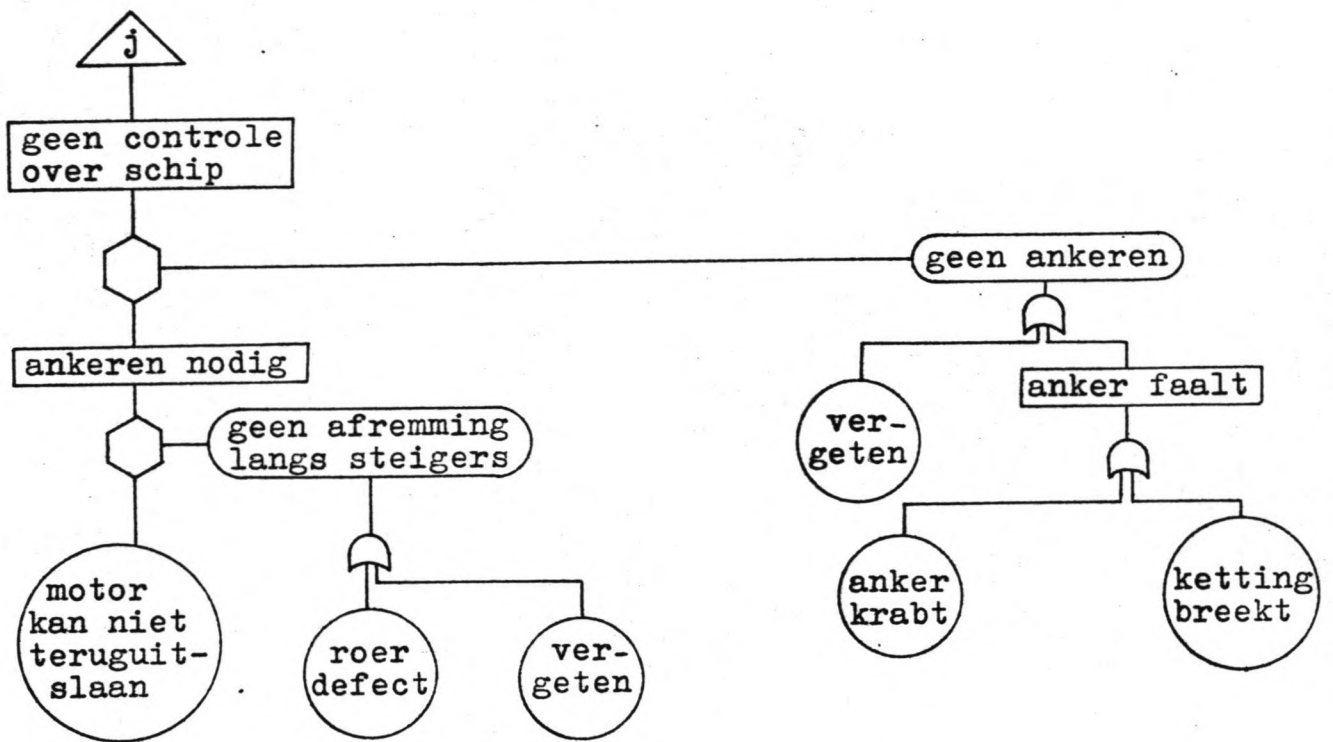 j
geen controle
over schip
geen ankeren
ankeren nodig
anker faalt
ver-
geten
geen afremming
langs steigers
motor
kan niet
teruguit-
slaan
roer
defect
ver-
geten
anker
krabt
ketting
breekt